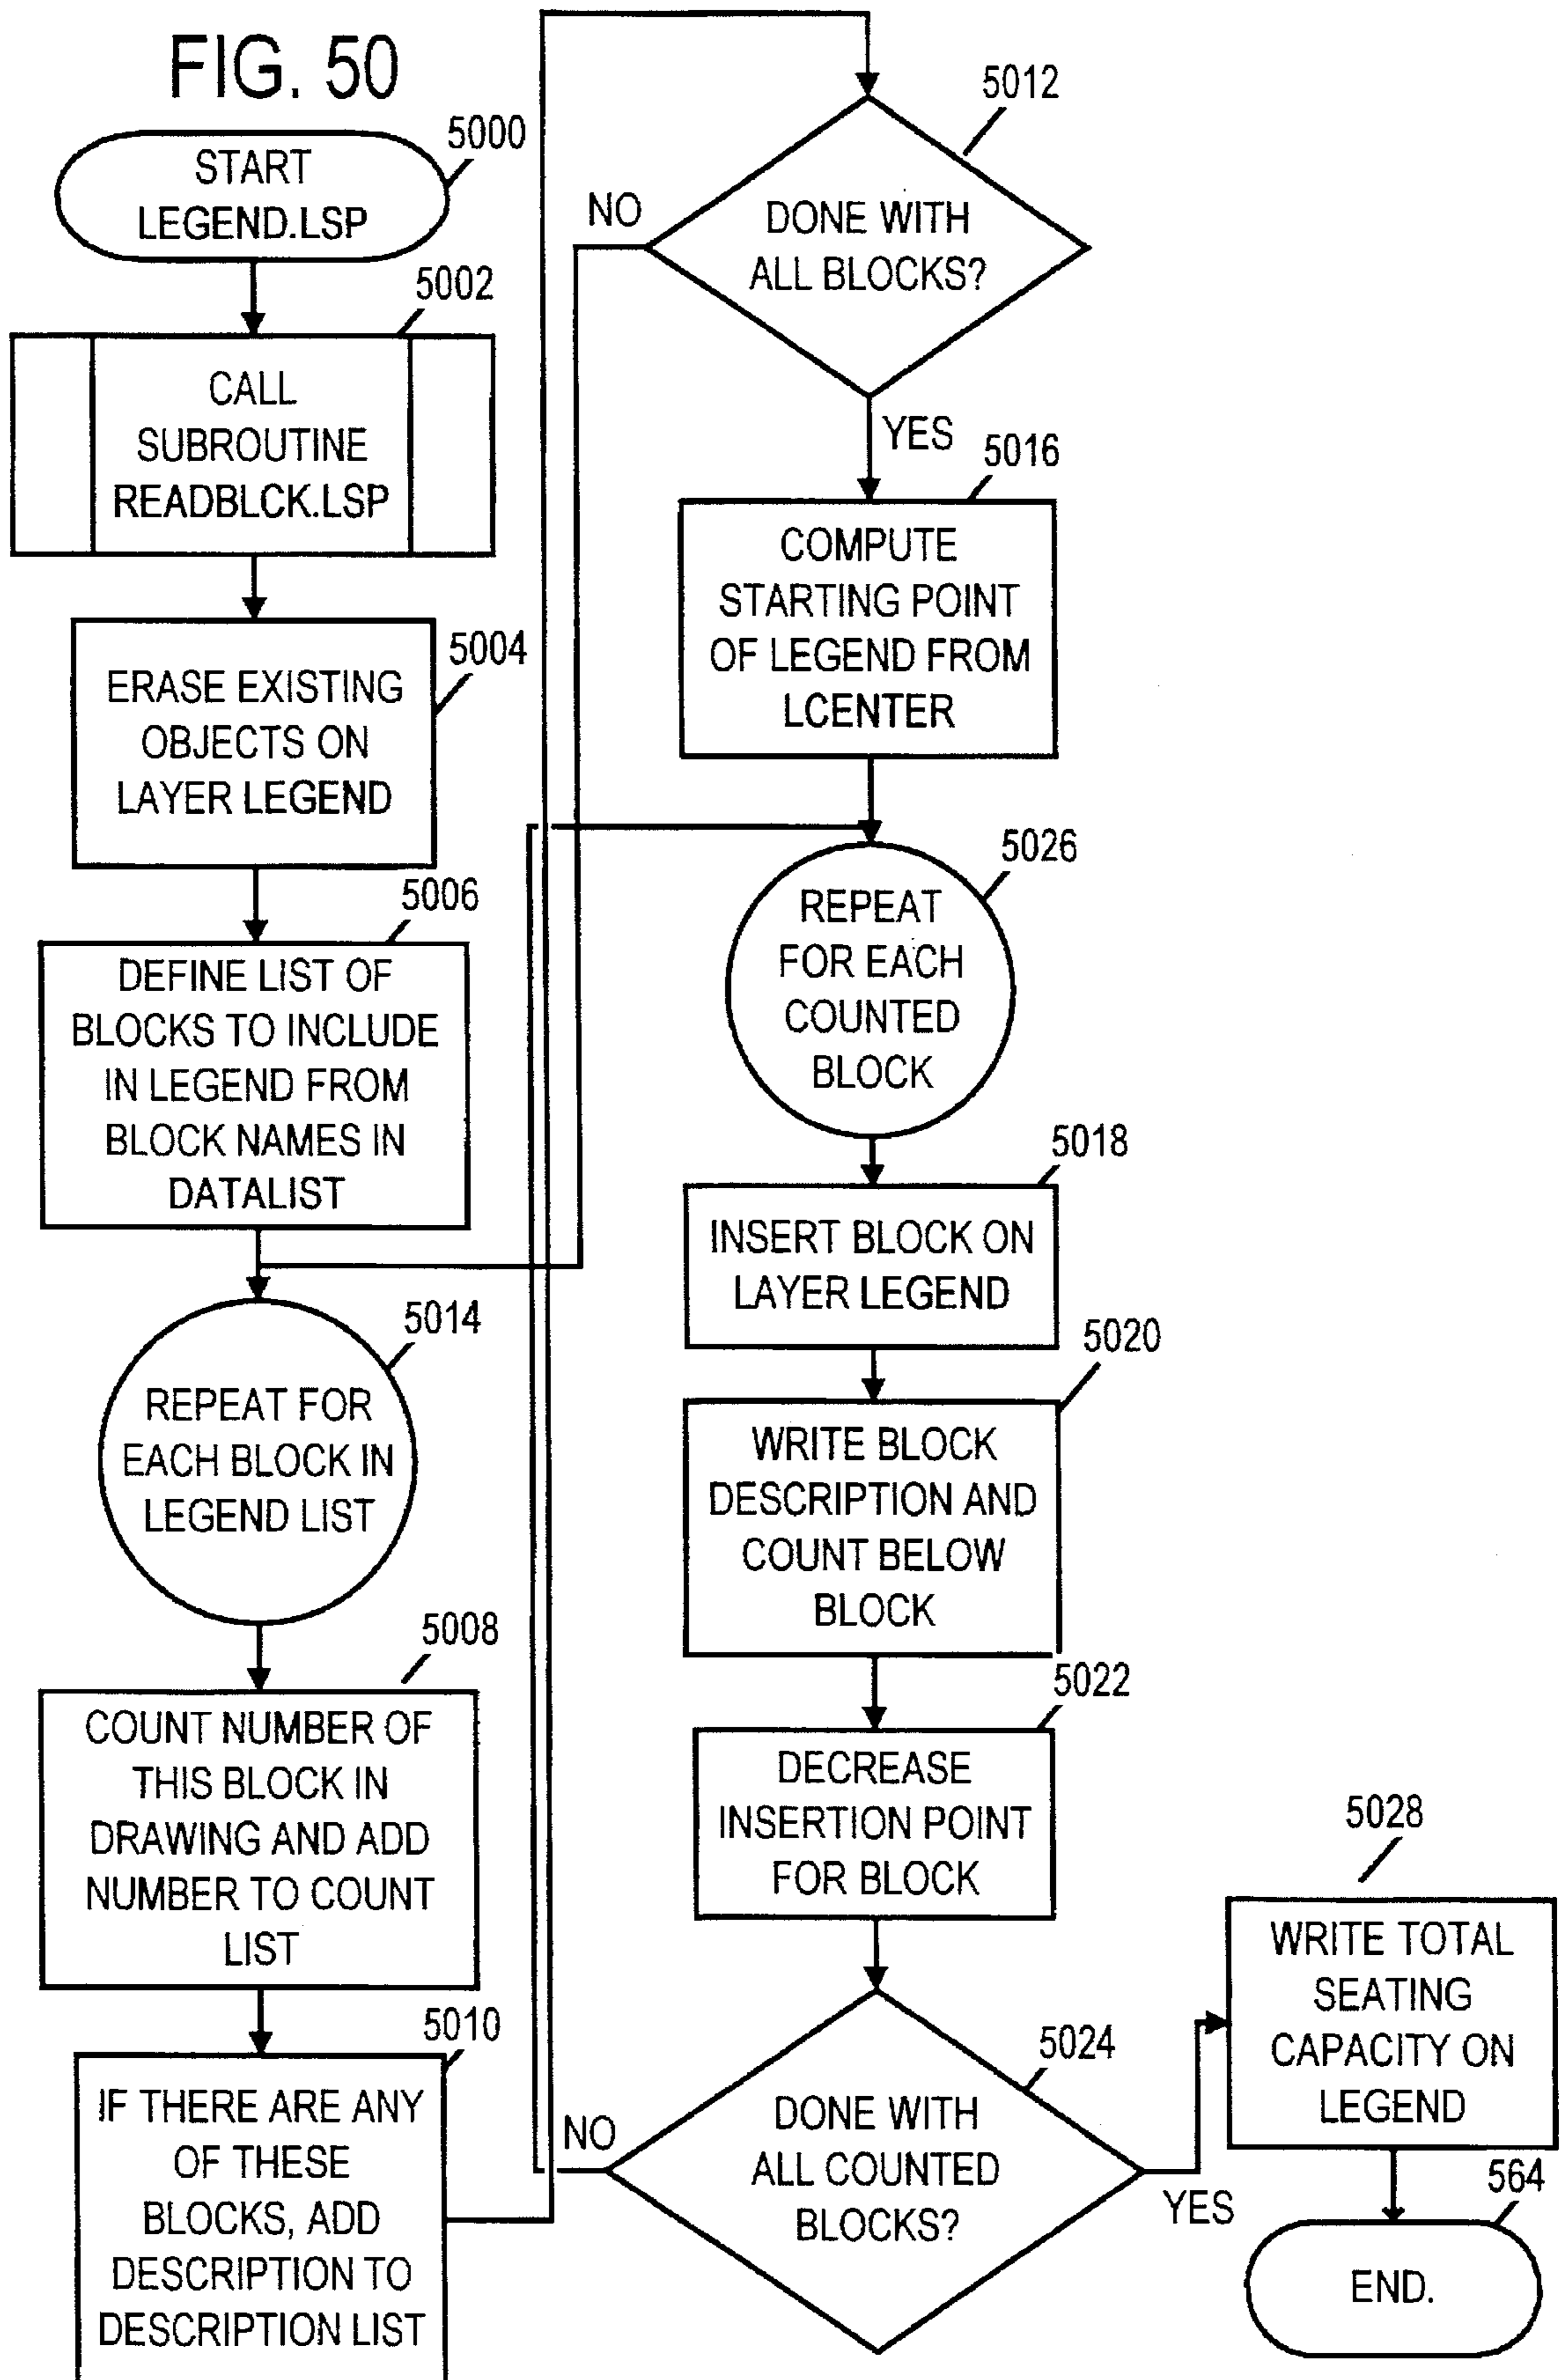 FIG. 50
START
LEGEND.LSP
5000
5002
CALL
SUBROUTINE
READBLCK.LSP
5004
ERASE EXISTING
OBJECTS ON
LAYER LEGEND
5006
DEFINE LIST OF
BLOCKS TO INCLUDE
IN LEGEND FROM
BLOCK NAMES IN
DATALIST
5014
REPEAT FOR
EACH BLOCK IN
LEGEND LIST
5008
COUNT NUMBER OF
THIS BLOCK IN
DRAWING AND ADD
NUMBER TO COUNT
LIST
5010
IF THERE ARE ANY
OF THESE
BLOCKS, ADD
DESCRIPTION TO
DESCRIPTION LIST
5012
NO
DONE WITH
ALL BLOCKS?
YES
5016
COMPUTE
STARTING POINT
OF LEGEND FROM
LCENTER
5026
REPEAT
FOR EACH
COUNTED
BLOCK
5018
INSERT BLOCK ON
LAYER LEGEND
5020
WRITE BLOCK
DESCRIPTION AND
COUNT BELOW
BLOCK
5022
DECREASE
INSERTION POINT
FOR BLOCK
5024
NO
DONE WITH
ALL COUNTED
BLOCKS?
YES
5028
WRITE TOTAL
SEATING
CAPACITY ON
LEGEND
564
END.